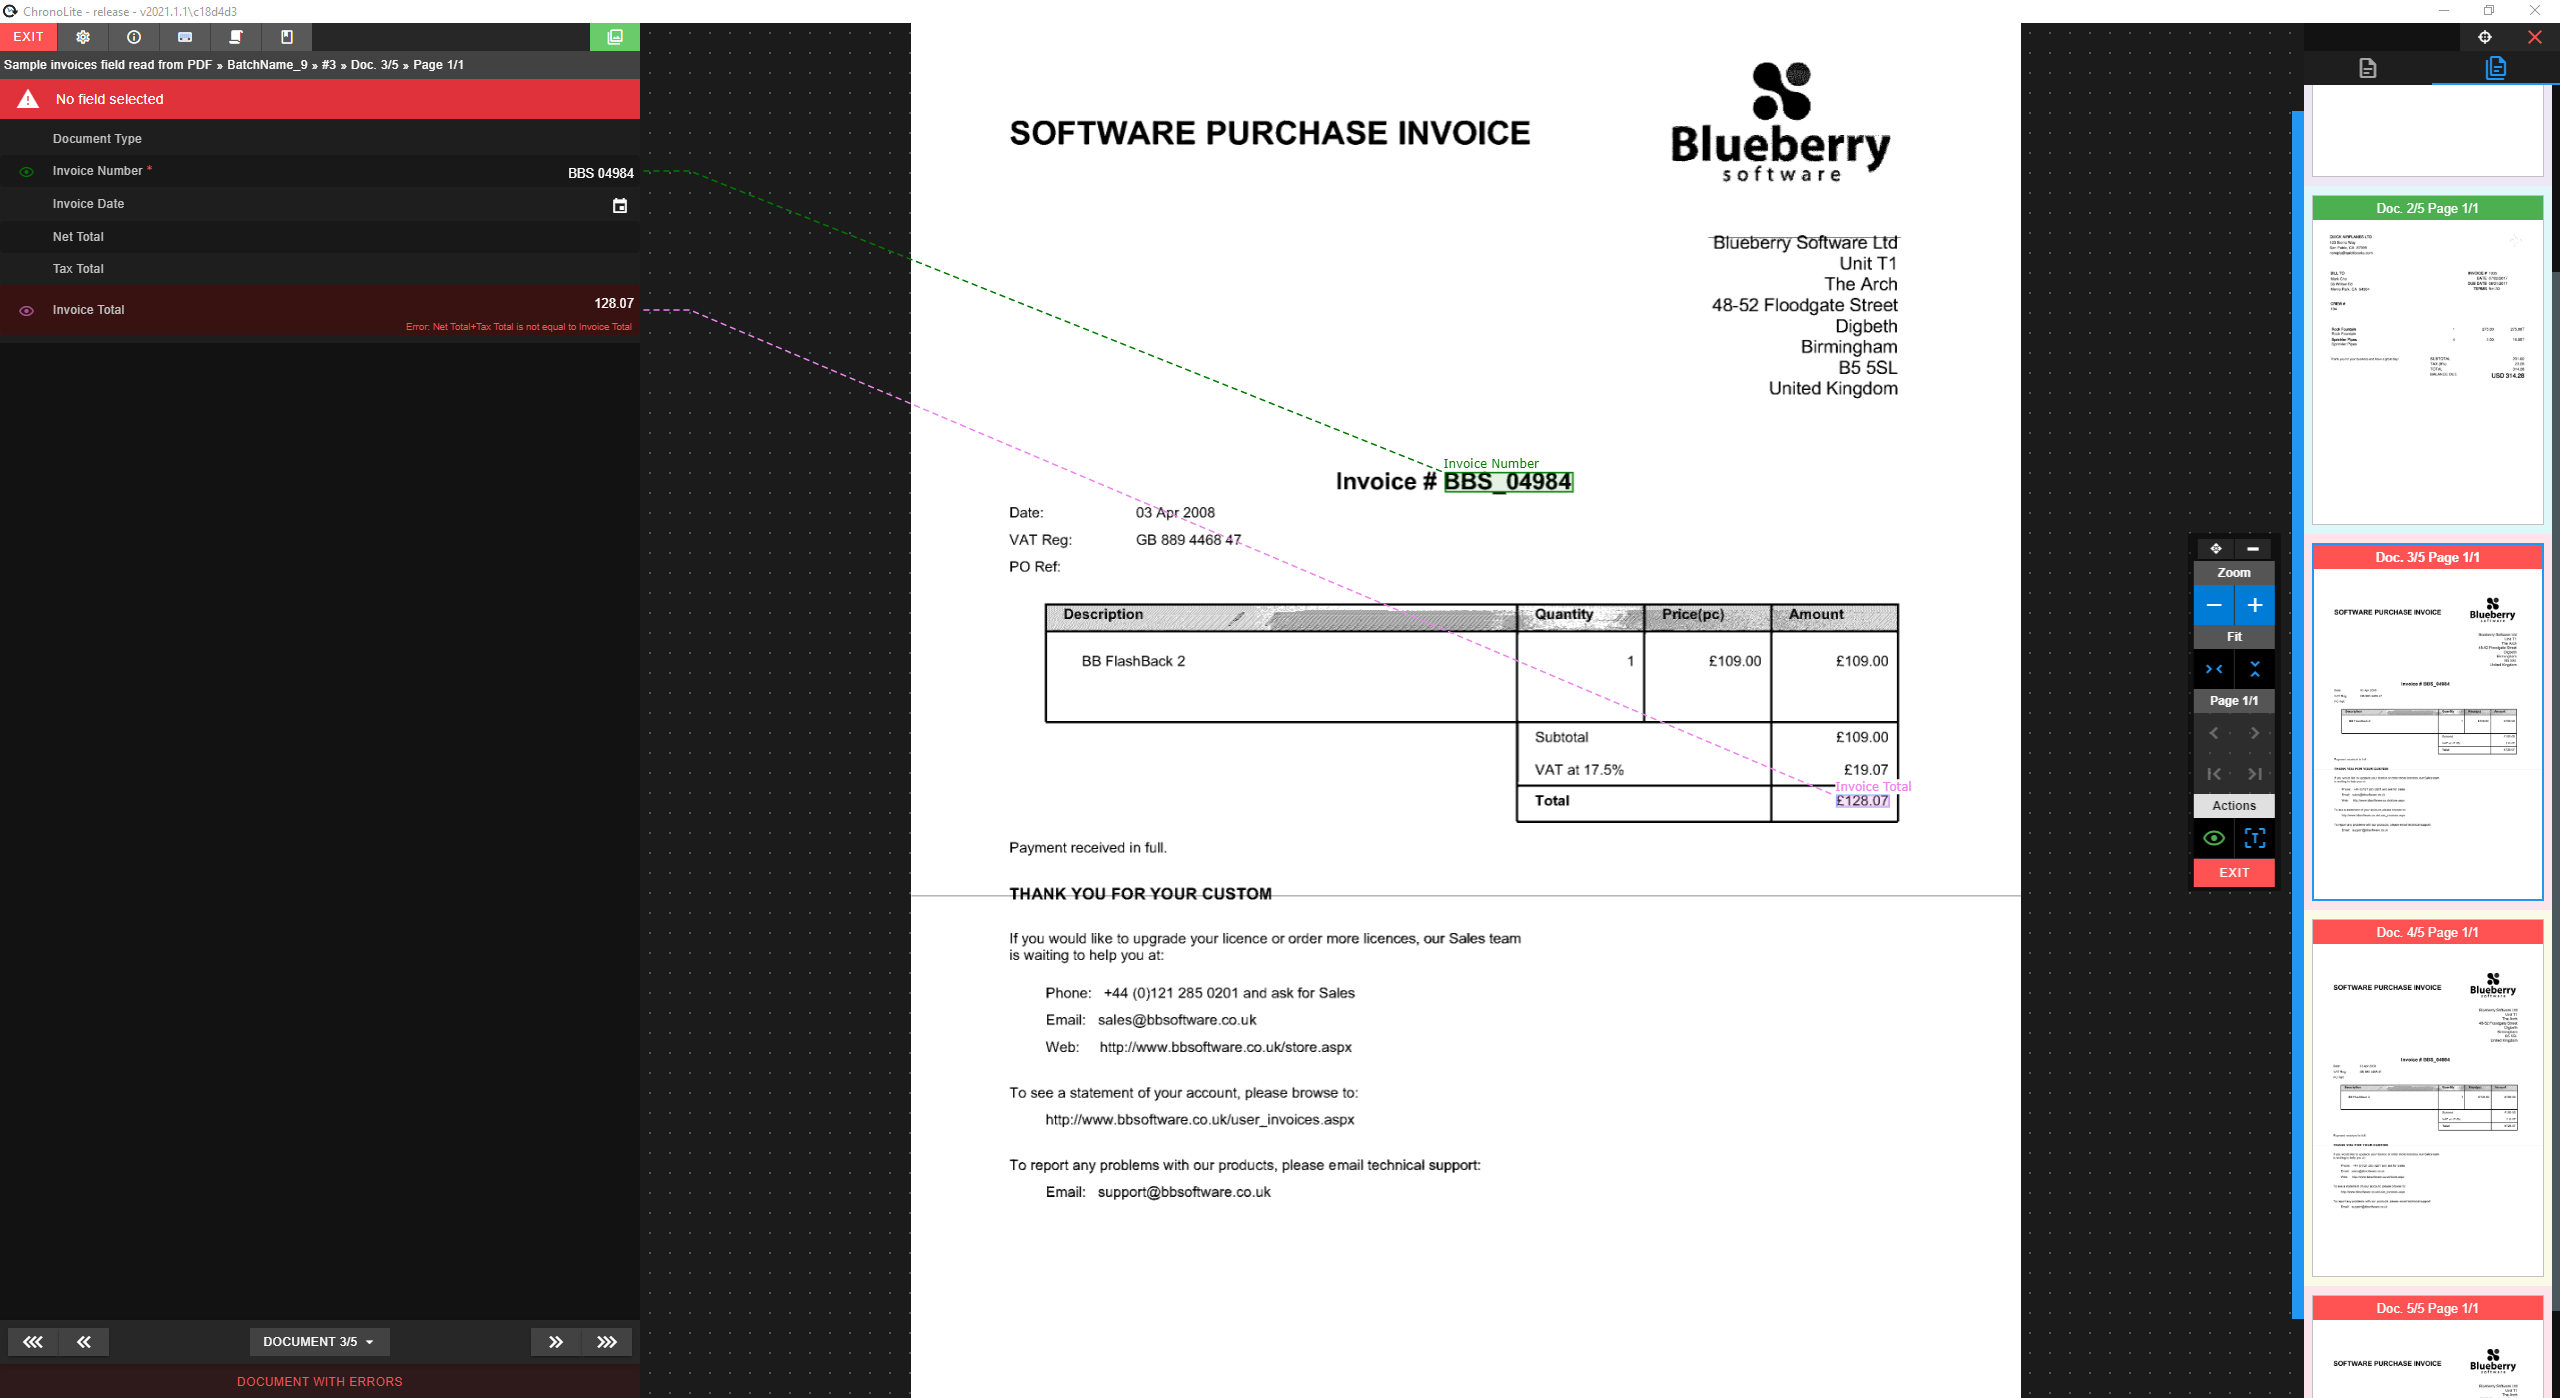 ChronoLite - release - v2021.1.1\c18d4d3
EXIT
Sample invoices field read from PDF » BatchName_9 » #3 » Doc. 3/5 » Page 1/1
No field selected
Document Type
Invoice Number * BBS 04984
Invoice Date
Net Total
Tax Total
Invoice Total 128.07
Error: Net Total+Tax Total is not equal to Invoice Total
DOCUMENT 3/5
DOCUMENT WITH ERRORS
SOFTWARE PURCHASE INVOICE
Blueberry
software
Blueberry Software Ltd
Unit T1
The Arch
48-52 Floodgate Street
Digbeth
Birmingham
B5 5SL
United Kingdom
Invoice Number
Invoice # BBS_04984
Date: 03 Apr 2008
VAT Reg: GB 889 4468 47
PO Ref:
Description Quantity Price(pc) Amount
BB FlashBack 2 1 £109.00 £109.00
Subtotal £109.00
VAT at 17.5% £19.07
Invoice Total
Total £128.07
Payment received in full.
THANK YOU FOR YOUR CUSTOM
If you would like to upgrade your licence or order more licences, our Sales team
is waiting to help you at:
Phone: +44 (0)121 285 0201 and ask for Sales
Email: sales@bbsoftware.co.uk
Web: http://www.bbsoftware.co.uk/store.aspx
To see a statement of your account, please browse to:
http://www.bbsoftware.co.uk/user_invoices.aspx
To report any problems with our products, please email technical support:
Email: support@bbsoftware.co.uk
Zoom
Fit
Page 1/1
Actions
EXIT
Doc. 2/5 Page 1/1
USD 314.28
Doc. 3/5 Page 1/1
SOFTWARE PURCHASE INVOICE
Blueberry
software
Invoice # BBS_04984
Doc. 4/5 Page 1/1
SOFTWARE PURCHASE INVOICE
Blueberry
software
Invoice # BBS_04984
Doc. 5/5 Page 1/1
SOFTWARE PURCHASE INVOICE
Blueberry
software